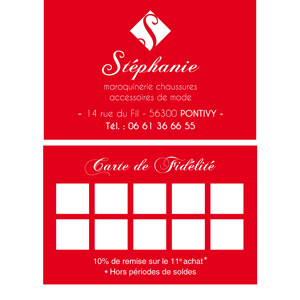 S
Stéphanie
maroquinerie chaussures
accessoires de mode
- 14 rue du Fil - 56300 PONTIVY -
Tél. : 06 61 36 66 55
Carte de Fidélité
10% de remise sur le 11e achat*
* Hors périodes de soldes